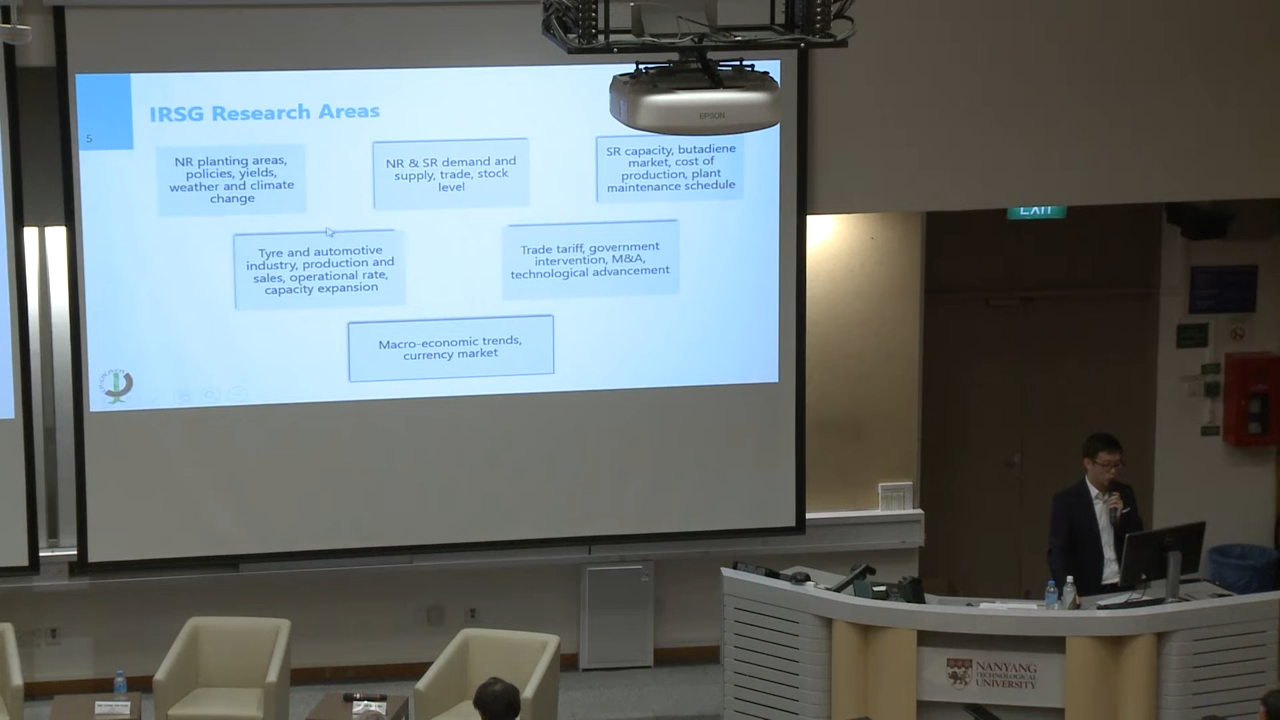 5
IRSG Research Areas
NR planting areas,
policies, yields,
weather and climate
change
NR & SR demand and
supply, trade, stock
level
SR capacity, butadiene
market, cost of
production, plant
maintenance schedule
Tyre and automotive
industry, production and
sales, operational rate,
capacity expansion
Trade tariff, government
intervention, M&A,
technological advancement
Macro-economic trends,
currency market
EPSON
EXIT
NANYANG
TECHNOLOGICAL
UNIVERSITY